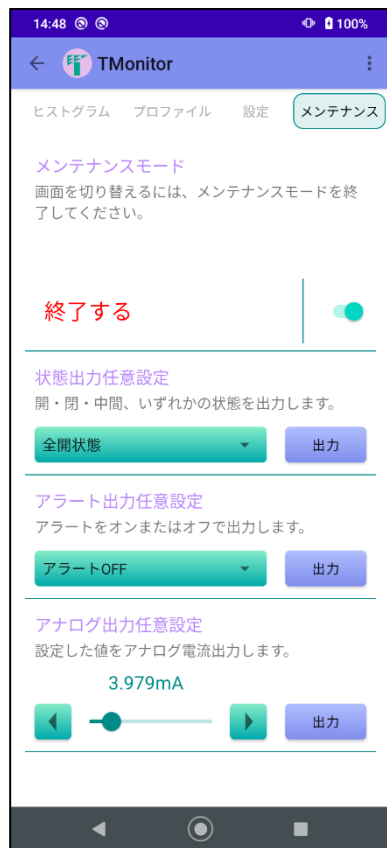 14:48 100%
TMonitor
ヒストグラム プロファイル 設定 メンテナンス
メンテナンスモード
画面を切り替えるには、メンテナンスモードを終
了してください。
終了する
状態出力任意設定
開・閉・中間、いずれかの状態を出力します。
全開状態 出力
アラート出力任意設定
アラートをオンまたはオフで出力します。
アラートOFF 出力
アナログ出力任意設定
設定した値をアナログ電流出力します。
3.979mA
出力